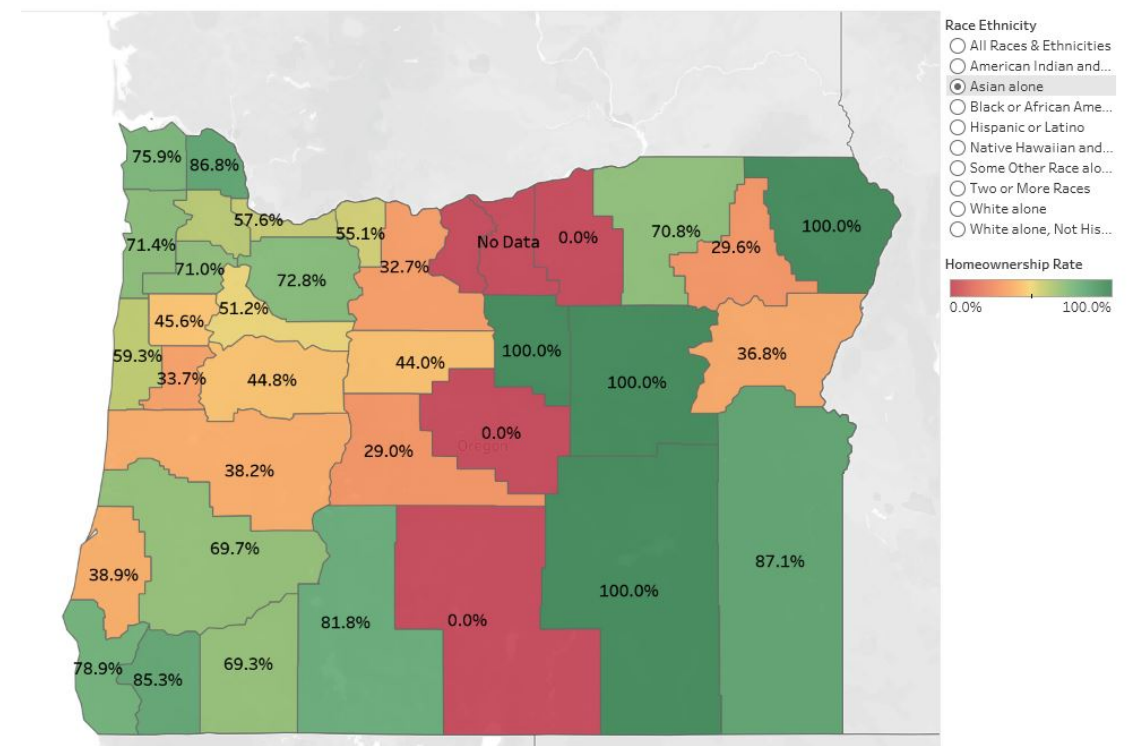 Race Ethnicity
All Races & Ethnicities
American Indian and...
Asian alone
Black or African Ame...
Hispanic or Latino
Native Hawaiian and...
Some Other Race alo...
Two or More Races
White alone
White alone, Not His...
Homeownership Rate
0.0% 100.0%
75.9%
86.8%
57.6%
55.1%
71.4%
No Data
0.0%
70.8%
29.6%
100.0%
71.0%
72.8%
32.7%
51.2%
45.6%
59.3%
33.7%
44.8%
44.0%
100.0%
100.0%
36.8%
38.2%
29.0%
0.0%
Oregon
38.9%
69.7%
87.1%
100.0%
81.8%
0.0%
78.9%
85.3%
69.3%